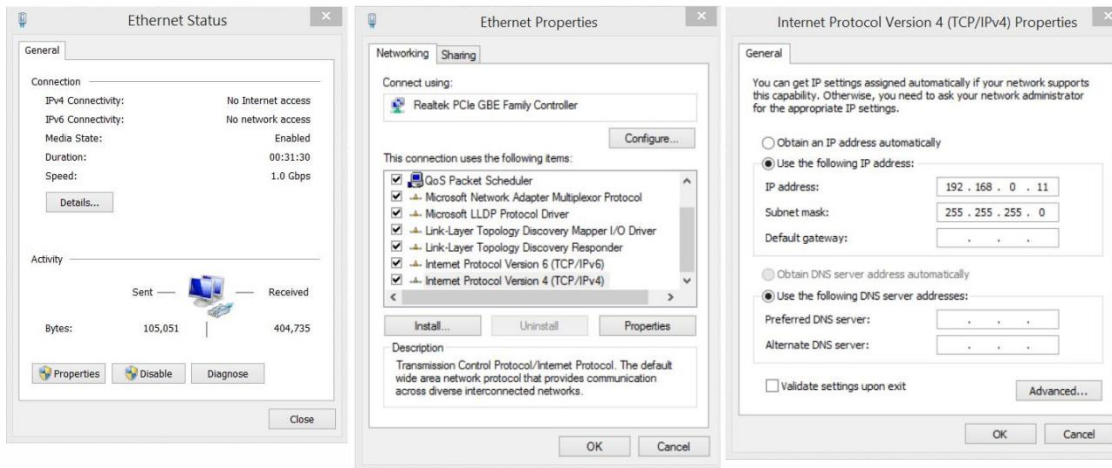 Ethernet Status
General
Connection
IPv4 Connectivity: No Internet access
IPv6 Connectivity: No network access
Media State: Enabled
Duration: 00:31:30
Speed: 1.0 Gbps
Details...
Activity
Sent Received
Bytes: 105,051 404,735
Properties Disable Diagnose
Close
Ethernet Properties
Networking Sharing
Connect using:
Realtek PCIe GBE Family Controller
Configure...
This connection uses the following items:
QoS Packet Scheduler
Microsoft Network Adapter Multiplexor Protocol
Microsoft LLDP Protocol Driver
Link-Layer Topology Discovery Mapper I/O Driver
Link-Layer Topology Discovery Responder
Internet Protocol Version 6 (TCP/IPv6)
Internet Protocol Version 4 (TCP/IPv4)
Install... Uninstall Properties
Description
Transmission Control Protocol/Internet Protocol. The default
wide area network protocol that provides communication
across diverse interconnected networks.
OK Cancel
Internet Protocol Version 4 (TCP/IPv4) Properties
General
You can get IP settings assigned automatically if your network supports
this capability. Otherwise, you need to ask your network administrator
for the appropriate IP settings.
Obtain an IP address automatically
Use the following IP address:
IP address: 192 . 168 . 0 . 11
Subnet mask: 255 . 255 . 255 . 0
Default gateway: . . .
Obtain DNS server address automatically
Use the following DNS server addresses:
Preferred DNS server: . . .
Alternate DNS server: . . .
Validate settings upon exit Advanced...
OK Cancel